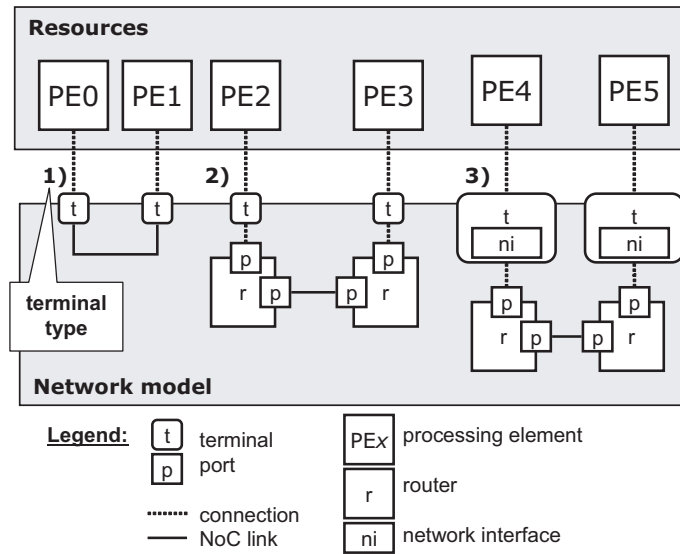 Resources
PE0 PE1 PE2 PE3 PE4 PE5
1) 2) 3)
t t t t t t
ni ni
p p
r p p r
p p
r p p r
terminal
type
Network model
Legend:
t terminal
p port
connection
NoC link
PEx processing element
r router
ni network interface